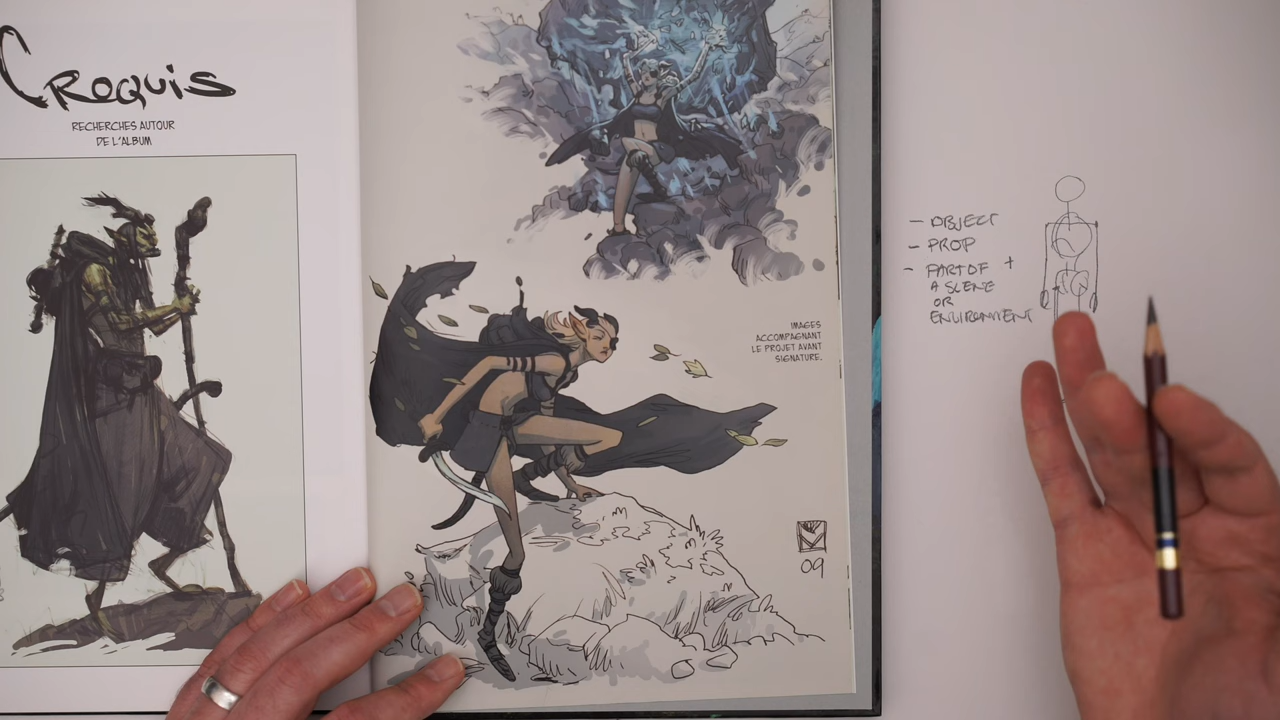 CROQUIS
RECHERCHES AUTOUR
DE L'ALBUM
IMAGES
ACCOMPAGNANT
LE PROJET AVANT
SIGNATURE.
09
- OBJECT
- PROP
- PART OF +
A SCENE
OR
ENVIRONMENT